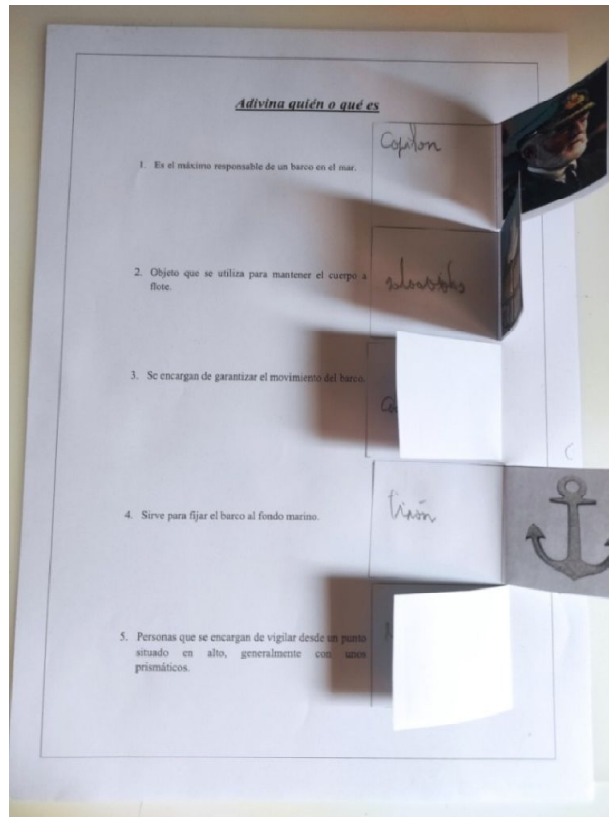 Adivina quién o qué es
1. Es el máximo responsable de un barco en el mar.
Capitan
2. Objeto que se utiliza para mantener el cuerpo a
flote.
3. Se encargan de garantizar el movimiento del barco.
4. Sirve para fijar el barco al fondo marino.
timón
5. Personas que se encargan de vigilar desde un punto
situado en alto, generalmente con unos
prismáticos.